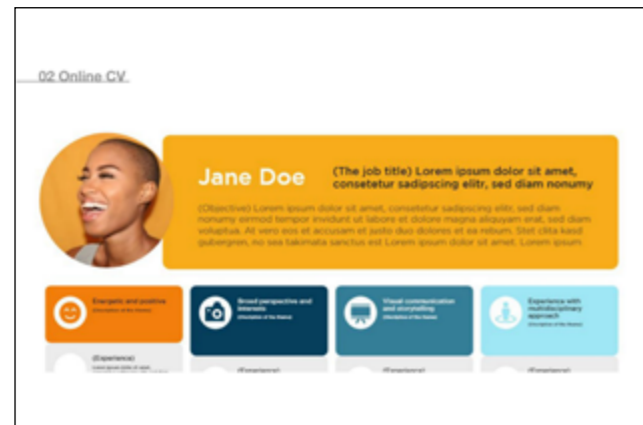 02 Online CV
Jane Doe
(The job title) Lorem ipsum dolor sit amet,
consetetur sadipscing elitr, sed diam nonumy
(Objective) Lorem ipsum dolor sit amet, consetetur sadipscing elitr, sed diam
nonumy eirmod tempor invidunt ut labore et dolore magna aliquyam erat, sed diam
voluptua. At vero eos et accusam et justo duo dolores et ea rebum. Stet clita kasd
gubergren, no sea takimata sanctus est Lorem ipsum dolor sit amet. Lorem ipsum
Energetic and positive
Broad perspective and
interests
Visual communication
and storytelling
Experience with
multidisciplinary
approach
(Experience)
(Experience)
(Experience)
(Experience)